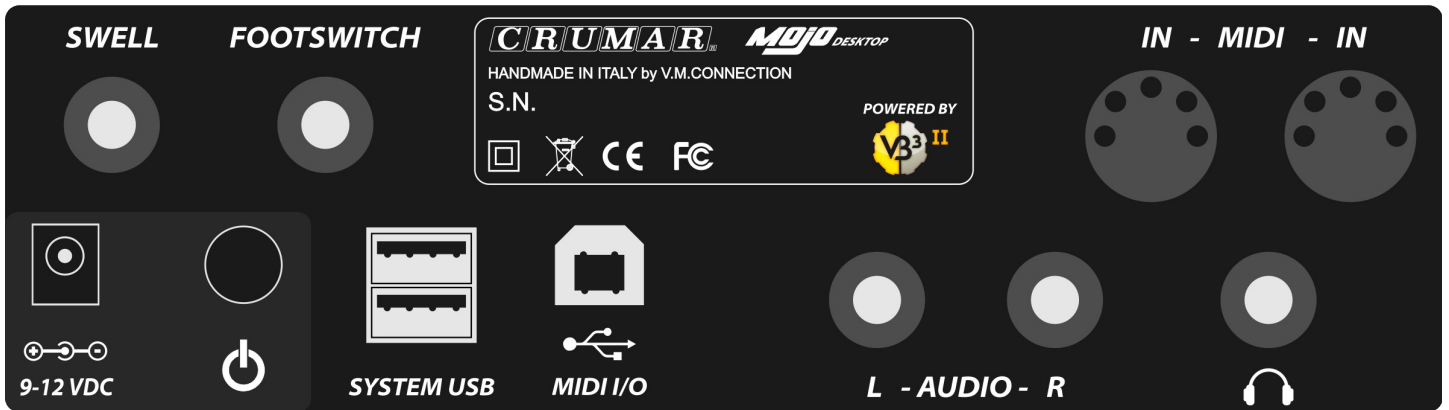 SWELL
FOOTSWITCH
CRUMAR® MOJO DESKTOP
HANDMADE IN ITALY by V.M.CONNECTION
S.N.
POWERED BY
CE FC
VB3 II
IN - MIDI - IN
9-12 VDC
SYSTEM USB
MIDI I/O
L - AUDIO - R